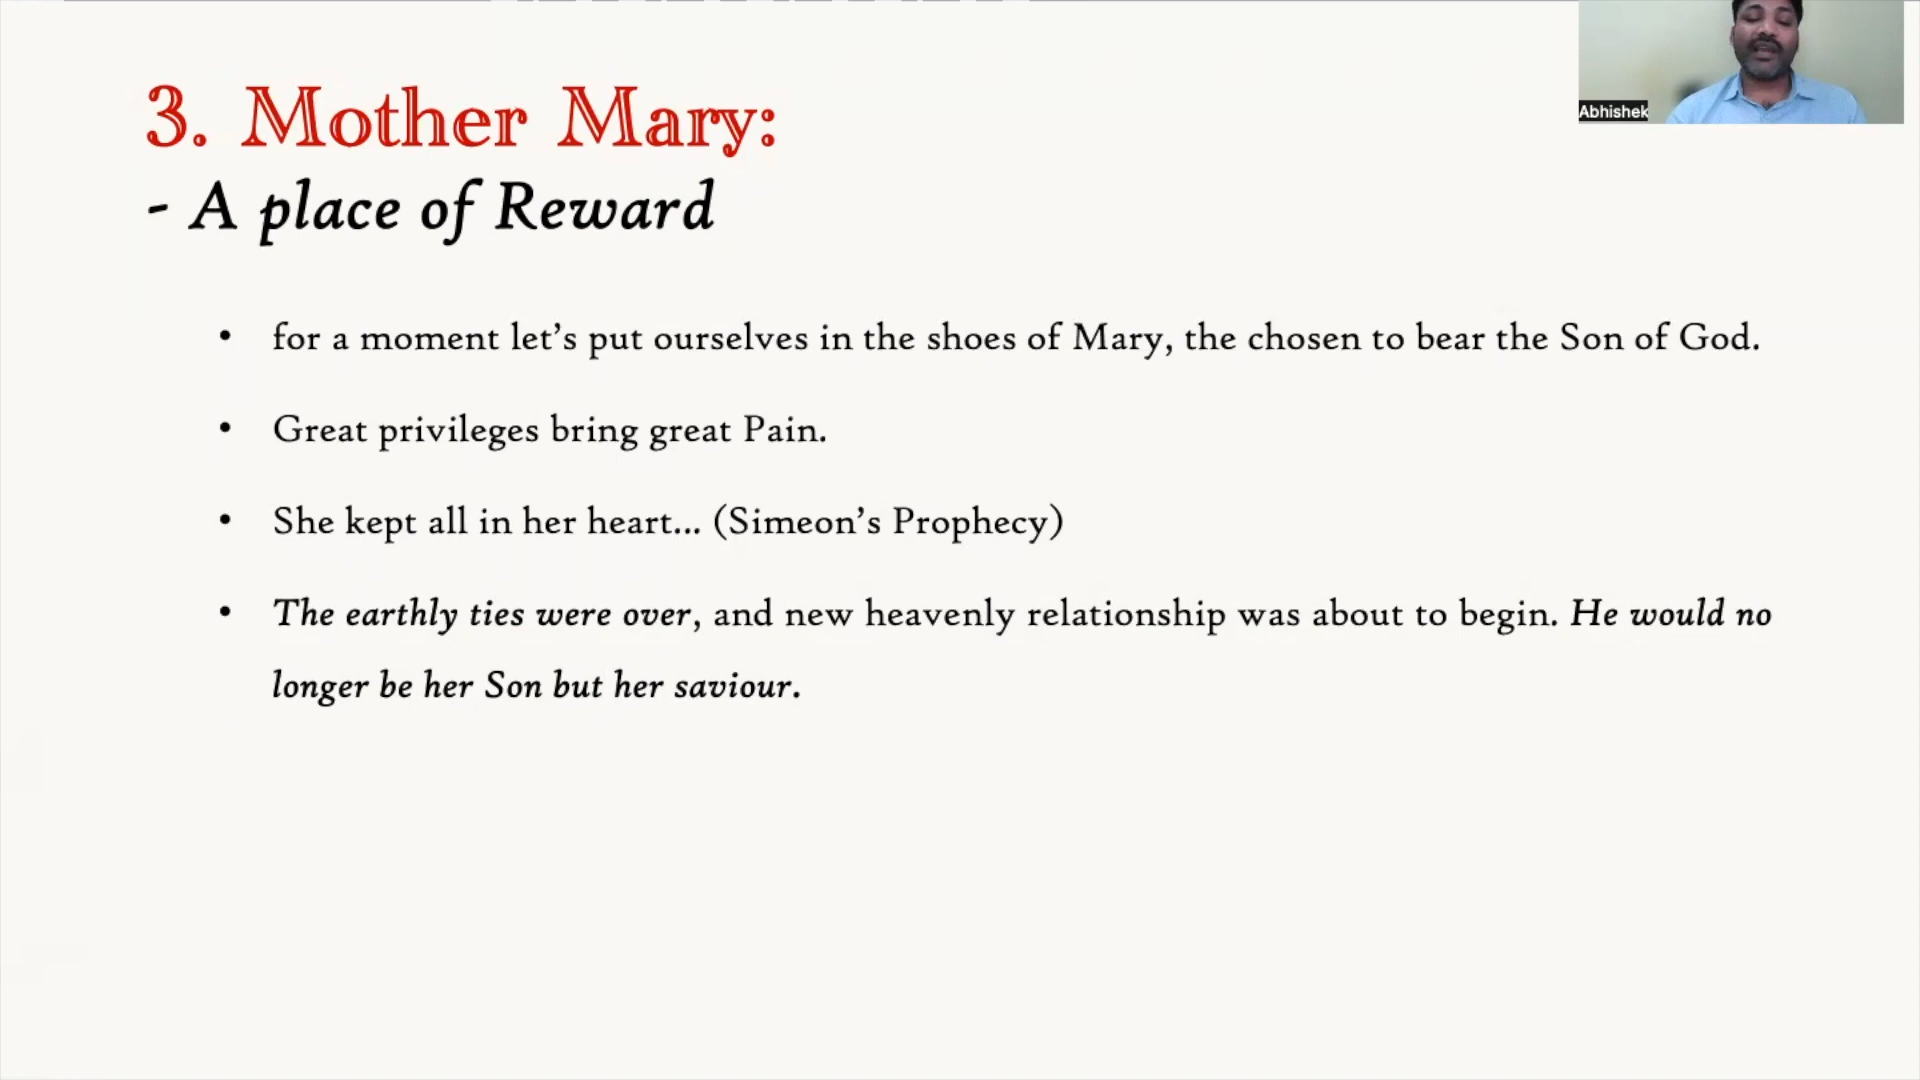 3. Mother Mary:
- A place of Reward
Abhishek
• for a moment let’s put ourselves in the shoes of Mary, the chosen to bear the Son of God.
• Great privileges bring great Pain.
• She kept all in her heart... (Simeon’s Prophecy)
• The earthly ties were over, and new heavenly relationship was about to begin. He would no
longer be her Son but her saviour.